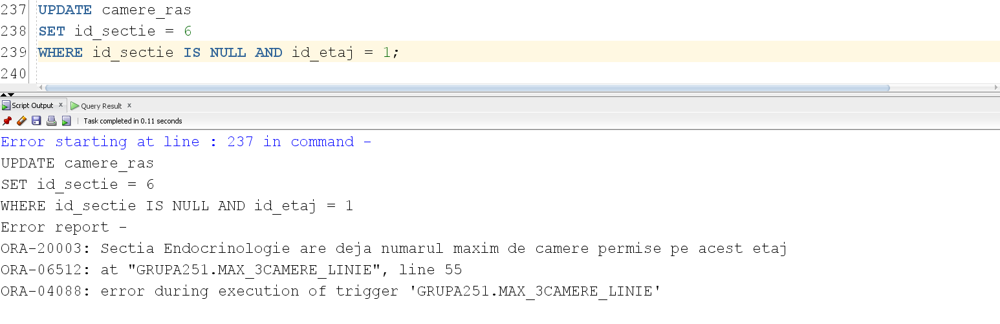 237 UPDATE camere_ras
238 SET id_sectie = 6
239 WHERE id_sectie IS NULL AND id_etaj = 1;
240
Script Output x Query Result x
Task completed in 0.11 seconds
Error starting at line : 237 in command -
UPDATE camere_ras
SET id_sectie = 6
WHERE id_sectie IS NULL AND id_etaj = 1
Error report -
ORA-20003: Sectia Endocrinologie are deja numarul maxim de camere permise pe acest etaj
ORA-06512: at "GRUPA251.MAX_3CAMERE_LINIE", line 55
ORA-04088: error during execution of trigger 'GRUPA251.MAX_3CAMERE_LINIE'